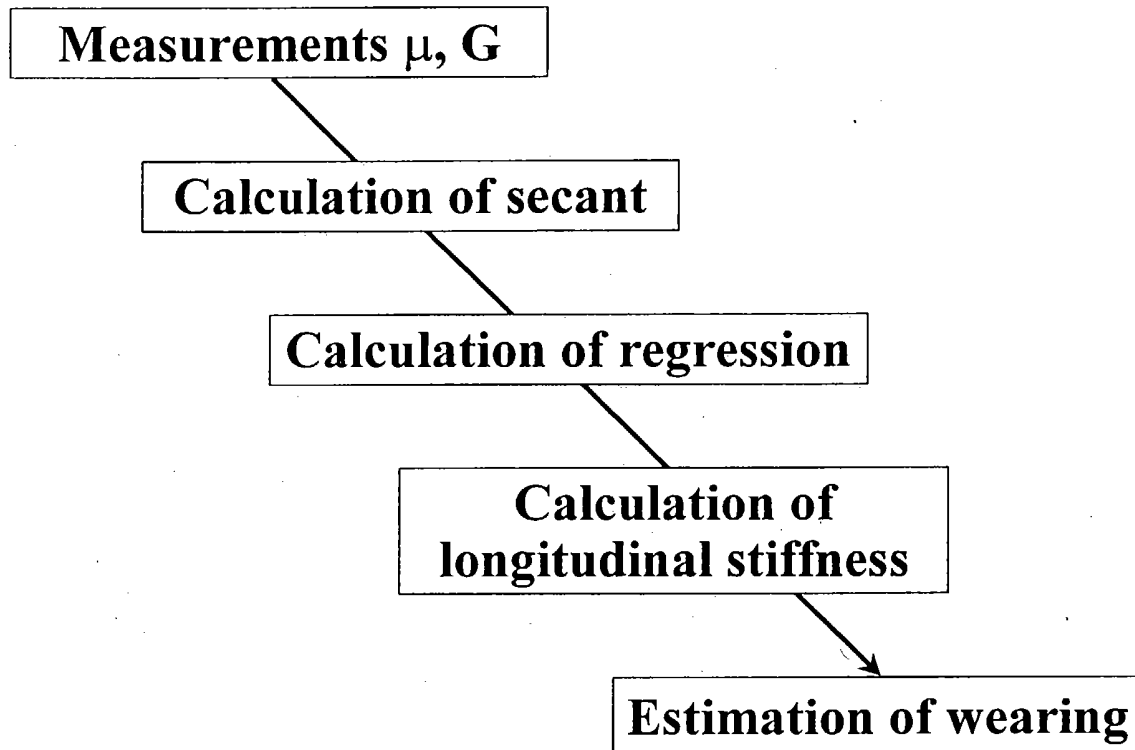 Measurements μ, G
Calculation of secant
Calculation of regression
Calculation of
longitudinal stiffness
Estimation of wearing